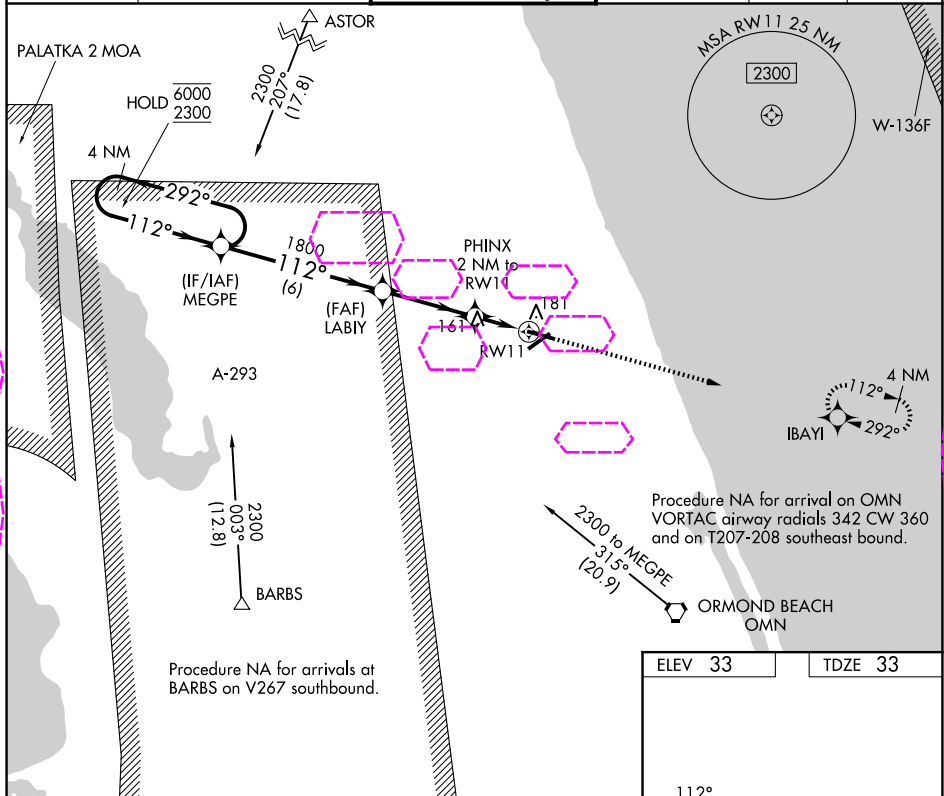 ASTOR
PALATKA 2 MOA
MSA RW11 25 NM
2300
W-136F
HOLD 6000
2300
2300
207°
(17.8)
4 NM
292°
112°
(IF/IAF)
MEGPE
1800
112°
(6)
(FAF)
LABIY
PHINX
2 NM to
RW11
161
181
RW11
A-293
4 NM
112°
292°
IBAYI
2300
003°
(12.8)
BARBS
Procedure NA for arrival on OMN
VORTAC airway radials 342 CW 360
and on T207-208 southeast bound.
2300 to MEGPE
315°
(20.9)
ORMOND BEACH
OMN
Procedure NA for arrivals at
BARBS on V267 southbound.
ELEV 33
TDZE 33
112°